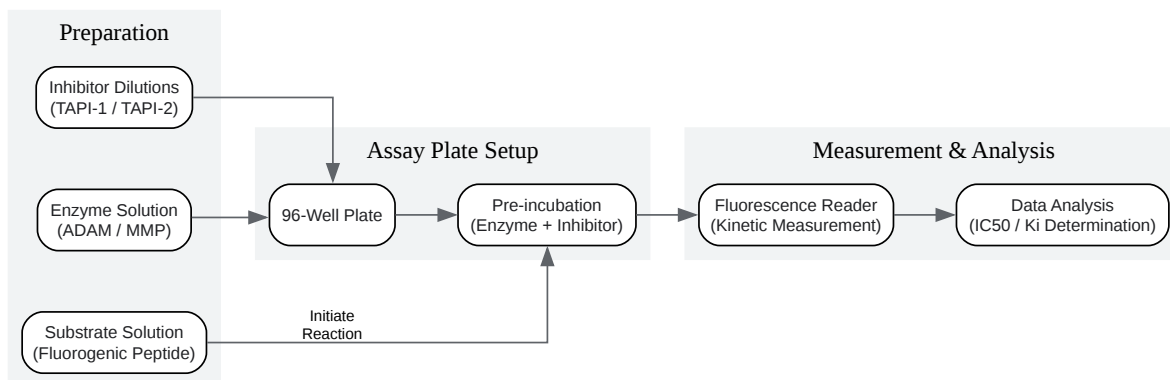 Preparation
Inhibitor Dilutions
(TAPI-1 / TAPI-2)
Enzyme Solution
(ADAM / MMP)
Substrate Solution
(Fluorogenic Peptide)
Initiate
Reaction
Assay Plate Setup
96-Well Plate
Pre-incubation
(Enzyme + Inhibitor)
Measurement & Analysis
Fluorescence Reader
(Kinetic Measurement)
Data Analysis
(IC50 / Ki Determination)